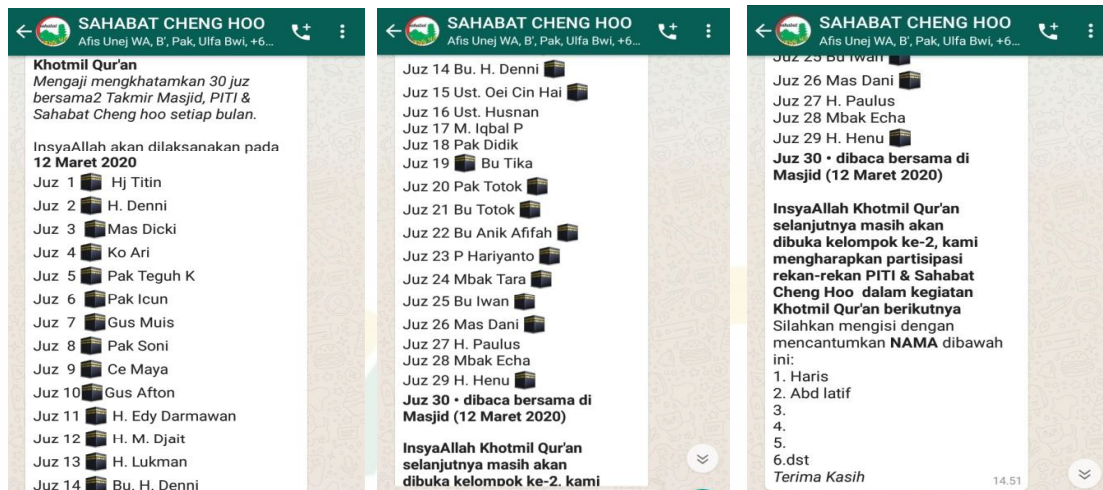 SAHABAT CHENG HOO
Afis Unej WA, B', Pak, Ulfa Bwi, +6...
Khotmil Qur'an
Mengaji mengkhatamkan 30 juz
bersama2 Takmir Masjid, PITI &
Sahabat Cheng hoo setiap bulan.
InsyaAllah akan dilaksanakan pada
12 Maret 2020
Juz 1 🕋 Hj Titin
Juz 2 🕋 H. Denni
Juz 3 🕋Mas Dicki
Juz 4 🕋 Ko Ari
Juz 5 🕋 Pak Teguh K
Juz 6 🕋Pak Icun
Juz 7 🕋Gus Muis
Juz 8 🕋 Pak Soni
Juz 9 🕋 Ce Maya
Juz 10🕋Gus Afton
Juz 11 🕋 H. Edy Darmawan
Juz 12 🕋 H. M. Djait
Juz 13 🕋 H. Lukman
Juz 14 🕋 Bu. H. Denni
SAHABAT CHENG HOO
Afis Unej WA, B', Pak, Ulfa Bwi, +6...
Juz 14 Bu. H. Denni 🕋
Juz 15 Ust. Oei Cin Hai 🕋
Juz 16 Ust. Husnan
Juz 17 M. Iqbal P
Juz 18 Pak Didik
Juz 19 🕋 Bu Tika
Juz 20 Pak Totok 🕋
Juz 21 Bu Totok 🕋
Juz 22 Bu Anik Afifah 🕋
Juz 23 P Hariyanto 🕋
Juz 24 Mbak Tara 🕋
Juz 25 Bu Iwan 🕋
Juz 26 Mas Dani 🕋
Juz 27 H. Paulus
Juz 28 Mbak Echa
Juz 29 H. Henu 🕋
Juz 30 • dibaca bersama di
Masjid (12 Maret 2020)
InsyaAllah Khotmil Qur'an
selanjutnya masih akan
dibuka kelompok ke-2, kami
SAHABAT CHENG HOO
Afis Unej WA, B', Pak, Ulfa Bwi, +6...
Juz 25 Bu Iwan 🕋
Juz 26 Mas Dani 🕋
Juz 27 H. Paulus
Juz 28 Mbak Echa
Juz 29 H. Henu 🕋
Juz 30 • dibaca bersama di
Masjid (12 Maret 2020)
InsyaAllah Khotmil Qur'an
selanjutnya masih akan
dibuka kelompok ke-2, kami
mengharapkan partisipasi
rekan-rekan PITI & Sahabat
Cheng Hoo dalam kegiatan
Khotmil Qur'an berikutnya
Silahkan mengisi dengan
mencantumkan NAMA dibawah
ini:
1. Haris
2. Abd latif
3.
4.
5.
6.dst
Terima Kasih
14.51